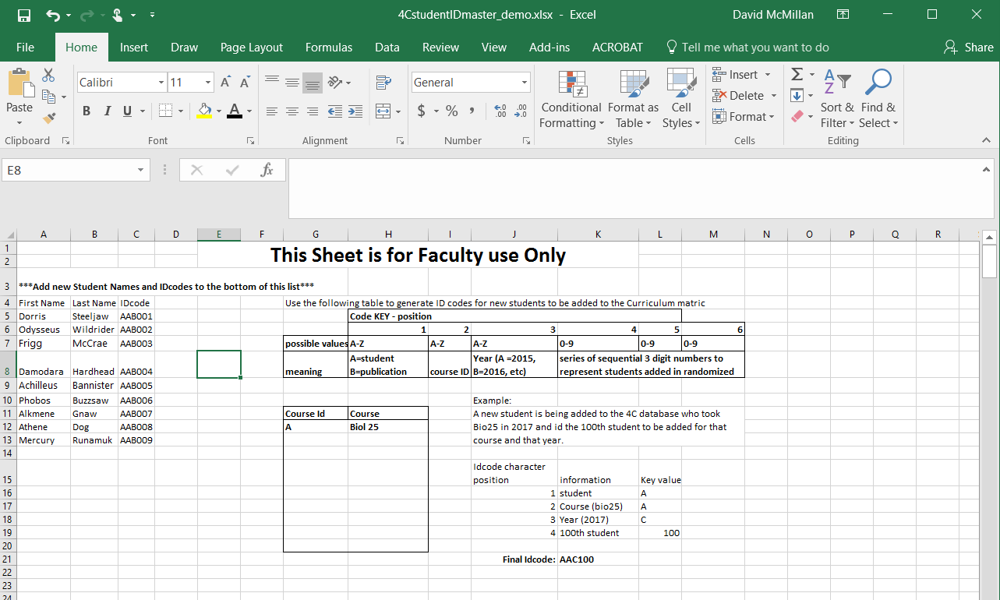 4CstudentIDmaster_demo.xlsx - Excel
David McMillan
File Home Insert Draw Page Layout Formulas Data Review View Add-ins ACROBAT Tell me what you want to do Share
Paste
Calibri 11
B I U A
General
$ % ,
Conditional Formatting
Format as Table
Cell Styles
Insert
Delete
Format
Sort & Filter
Find & Select
Clipboard Font Alignment Number Styles Cells Editing
E8 fx
A B C D E F G H I J K L M N O P Q R
1
2 This Sheet is for Faculty use Only
3 ***Add new Student Names and IDcodes to the bottom of this list***
4 First Name Last Name IDcode Use the following table to generate ID codes for new students to be added to the Curriculum matric
5 Dorris Steeljaw AAB001 Code KEY - position
6 Odysseus Wildrider AAB002 1 2 3 4 5 6
7 Frigg McCrae AAB003 possible values A-Z A-Z A-Z 0-9 0-9 0-9
A=student Year (A =2015, series of sequential 3 digit numbers to
8 Damodara Hardhead AAB004 meaning B=publication course ID B=2016, etc) represent students added in randomized
9 Achilleus Bannister AAB005
10 Phobos Buzzsaw AAB006 Example:
11 Alkmene Gnaw AAB007 Course Id Course A new student is being added to the 4C database who took
12 Athene Dog AAB008 A Biol 25 Bio25 in 2017 and id the 100th student to be added for that
13 Mercury Runamuk AAB009 course and that year.
14
Idcode character
15 position information Key value
16 1 student A
17 2 Course (bio25) A
18 3 Year (2017) C
19 4 100th student 100
20
21 Final Idcode: AAC100
22
23
24